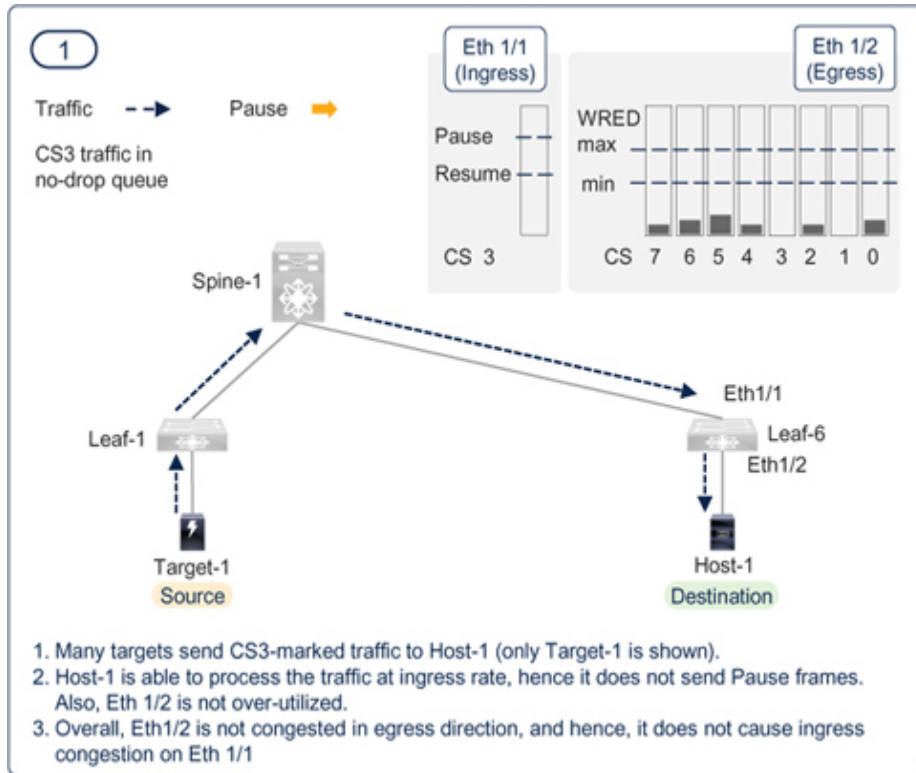 1
Eth 1/1
(Ingress)
Eth 1/2
(Egress)
Traffic
Pause
CS3 traffic in
no-drop queue
Pause
Resume
CS 3
WRED
max
min
CS 7 6 5 4 3 2 1 0
Spine-1
Eth1/1
Leaf-1
Leaf-6
Eth1/2
Target-1
Source
Host-1
Destination
1. Many targets send CS3-marked traffic to Host-1 (only Target-1 is shown).
2. Host-1 is able to process the traffic at ingress rate, hence it does not send Pause frames.
Also, Eth 1/2 is not over-utilized.
3. Overall, Eth1/2 is not congested in egress direction, and hence, it does not cause ingress
congestion on Eth 1/1